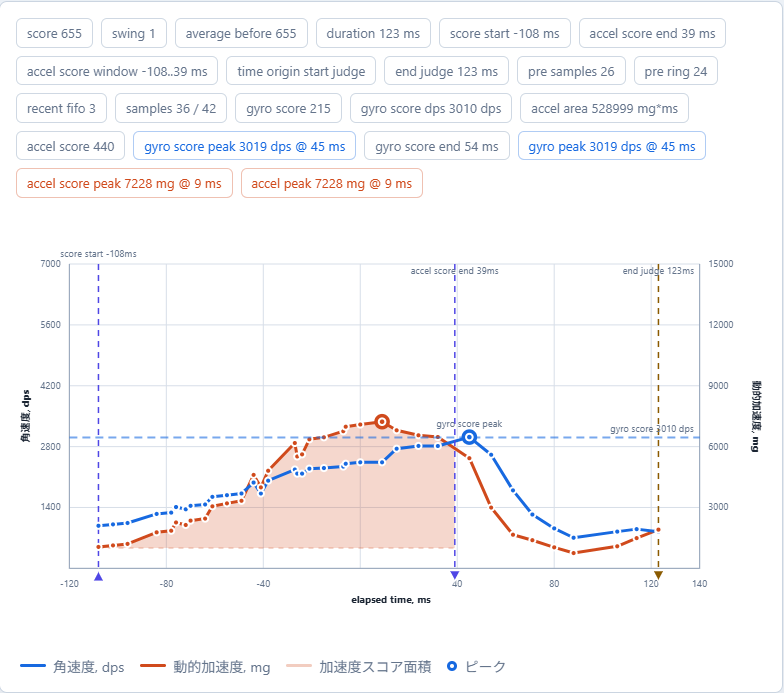 score 655 swing 1 average before 655 duration 123 ms score start -108 ms accel score end 39 ms
accel score window -108..39 ms time origin start judge end judge 123 ms pre samples 26 pre ring 24
recent fifo 3 samples 36 / 42 gyro score 215 gyro score dps 3010 dps accel area 528999 mg*ms
accel score 440 gyro score peak 3019 dps @ 45 ms gyro score end 54 ms gyro peak 3019 dps @ 45 ms
accel score peak 7228 mg @ 9 ms accel peak 7228 mg @ 9 ms
score start -108ms
7000 15000
accel score end 39ms end judge 123ms
5600 12000
4200 9000
角速度, dps
動的加速度, mg
gyro score peak gyro score 3010 dps
2800 6000
1400 3000
-120 -80 -40 40 80 120 140
elapsed time, ms
角速度, dps 動的加速度, mg 加速度スコア面積 ピーク